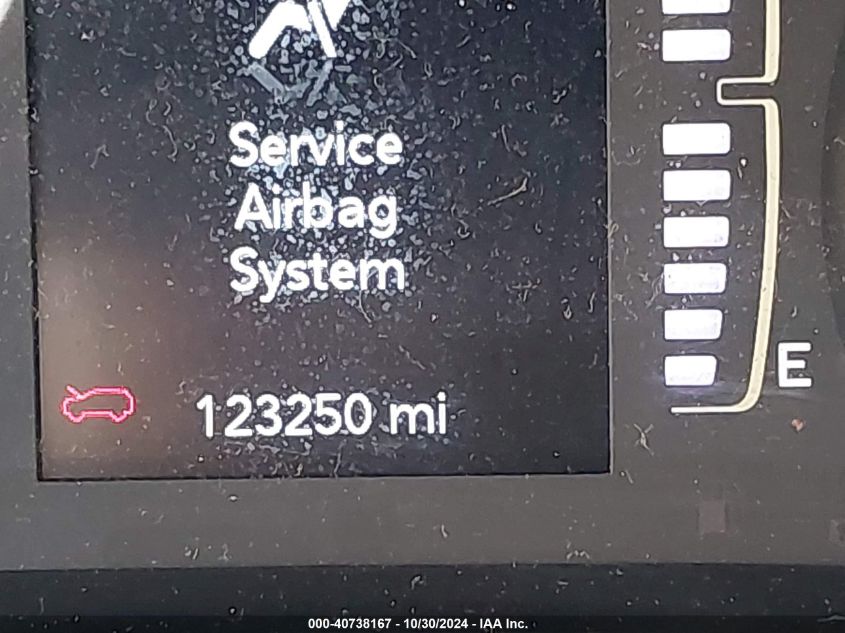 Service
Airbag
System
123250 mi
E
000-40738167 - 10/30/2024 - IAA Inc.